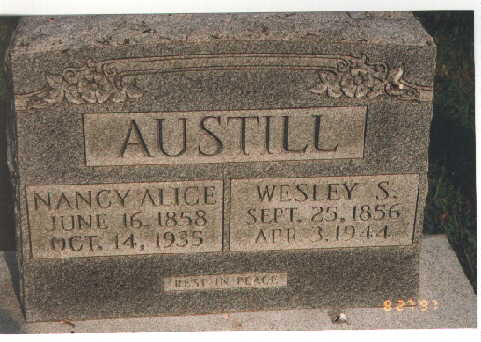 AUSTILL
NANCY ALICE
JUNE 16, 1858
OCT. 14, 1935
WESLEY S.
SEPT. 25, 1856
APR 3, 1944
REST IN PEACE